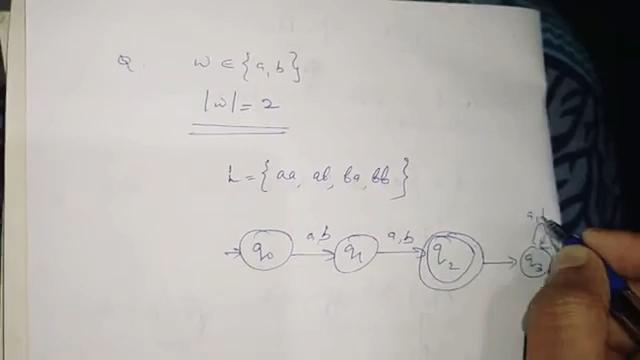 Q. w ∈ {a, b}
|w| = 2
L = {aa, ab, ba, bb}
a,b a,b a,b
q0 q1 q2 q3